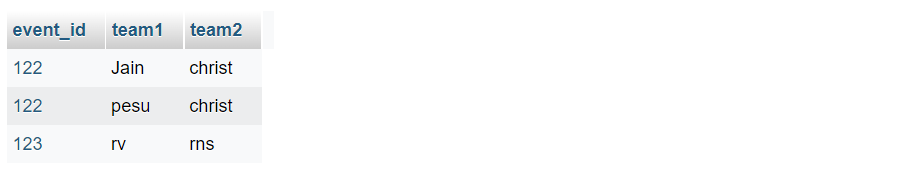 event_id team1 team2
122 Jain christ
122 pesu christ
123 rv rns